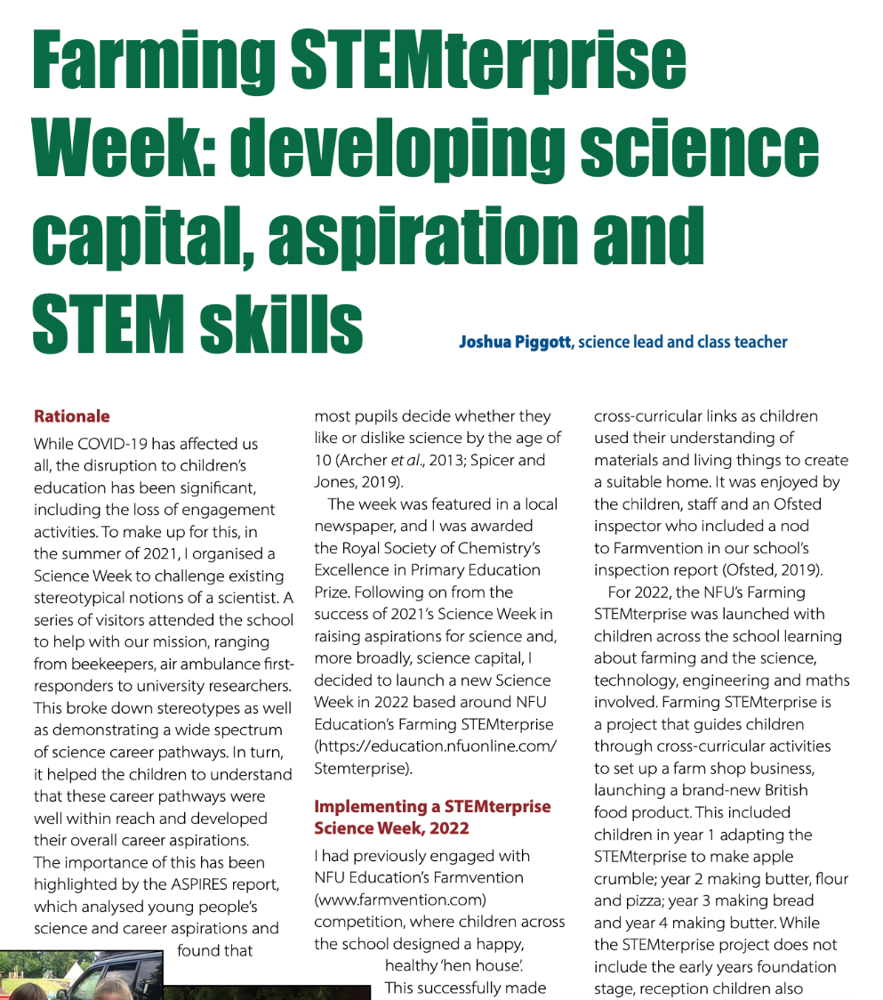 Farming STEMterprise
Week: developing science
capital, aspiration and
STEM skills
Joshua Piggott, science lead and class teacher
Rationale
While COVID-19 has affected us
all, the disruption to children's
education has been significant,
including the loss of engagement
activities. To make up for this, in
the summer of 2021, I organised a
Science Week to challenge existing
stereotypical notions of a scientist. A
series of visitors attended the school
to help with our mission, ranging
from beekeepers, air ambulance first-
responders to university researchers.
This broke down stereotypes as well
as demonstrating a wide spectrum
of science career pathways. In turn,
it helped the children to understand
that these career pathways were
well within reach and developed
their overall career aspirations.
The importance of this has been
highlighted by the ASPIRES report,
which analysed young people's
science and career aspirations and
found that
most pupils decide whether they
like or dislike science by the age of
10 (Archer et al., 2013; Spicer and
Jones, 2019).
The week was featured in a local
newspaper, and I was awarded
the Royal Society of Chemistry's
Excellence in Primary Education
Prize. Following on from the
success of 2021's Science Week in
raising aspirations for science and,
more broadly, science capital, I
decided to launch a new Science
Week in 2022 based around NFU
Education's Farming STEMterprise
(https://education.nfuonline.com/
Stemterprise).
Implementing a STEMterprise
Science Week, 2022
I had previously engaged with
NFU Education's Farmvention
(www.farmvention.com)
competition, where children across
the school designed a happy,
healthy 'hen house'.
This successfully made
cross-curricular links as children
used their understanding of
materials and living things to create
a suitable home. It was enjoyed by
the children, staff and an Ofsted
inspector who included a nod
to Farmvention in our school's
inspection report (Ofsted, 2019).
For 2022, the NFU's Farming
STEMterprise was launched with
children across the school learning
about farming and the science,
technology, engineering and maths
involved. Farming STEMterprise is
a project that guides children
through cross-curricular activities
to set up a farm shop business,
launching a brand-new British
food product. This included
children in year 1 adapting the
STEMterprise to make apple
crumble; year 2 making butter, flour
and pizza; year 3 making bread
and year 4 making butter. While
the STEMterprise project does not
include the early years foundation
stage, reception children also